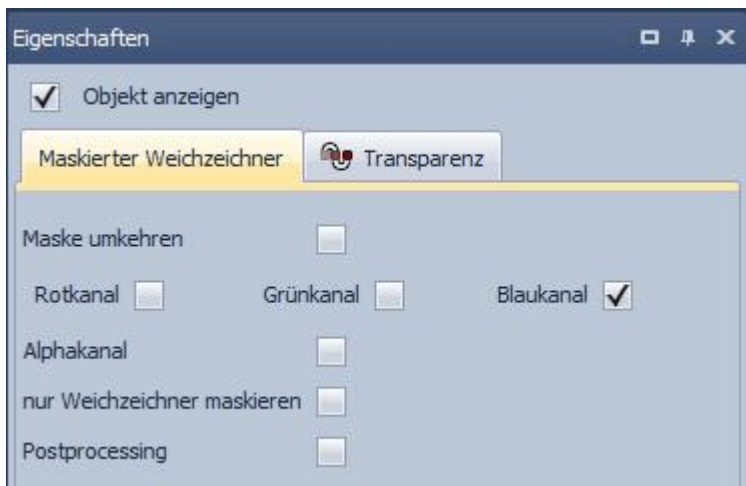 Eigenschaften
Objekt anzeigen
Maskierter Weichzeichner Transparenz
Maske umkehren
Rotkanal Grünkanal Blaukanal
Alphakanal
nur Weichzeichner maskieren
Postprocessing